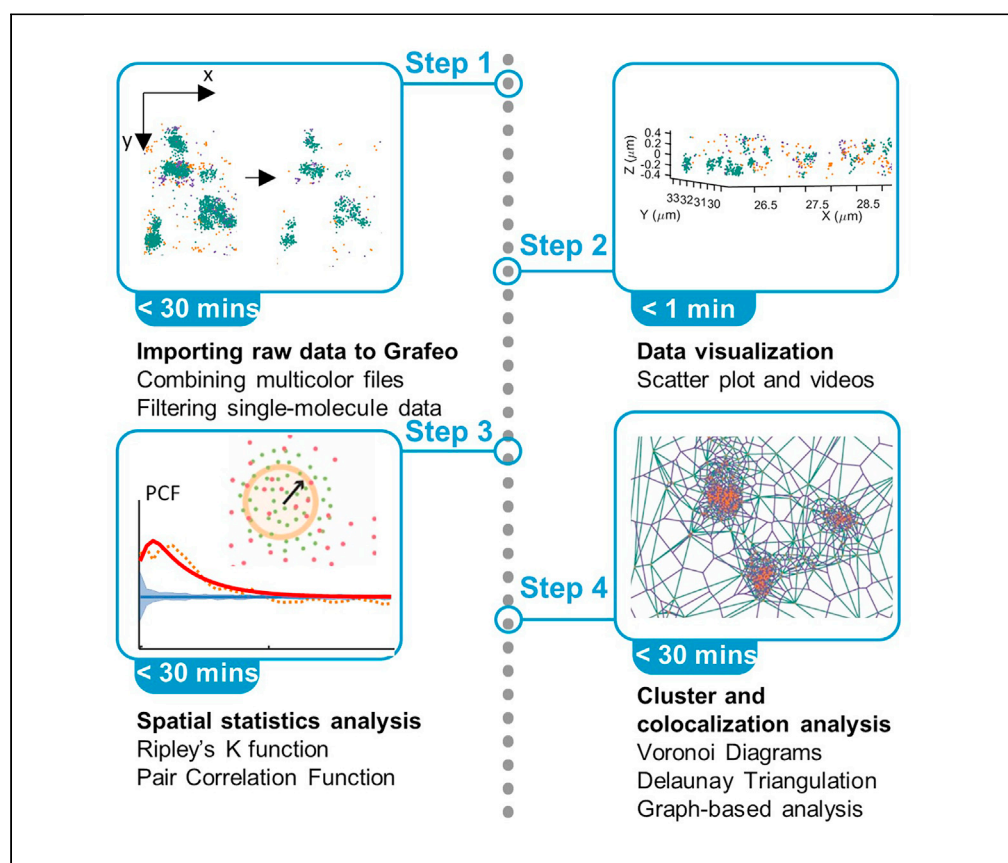 Step 1
x
y
< 30 mins
Importing raw data to Grafeo
Combining multicolor files
Filtering single-molecule data
Step 2
0.4
0.2
0
-0.2
-0.4
Z (μm)
33323130
Y (μm)
26.5 27.5 28.5
X (μm)
< 1 min
Data visualization
Scatter plot and videos
Step 3
PCF
< 30 mins
Spatial statistics analysis
Ripley's K function
Pair Correlation Function
Step 4
< 30 mins
Cluster and
colocalization analysis
Voronoi Diagrams
Delaunay Triangulation
Graph-based analysis